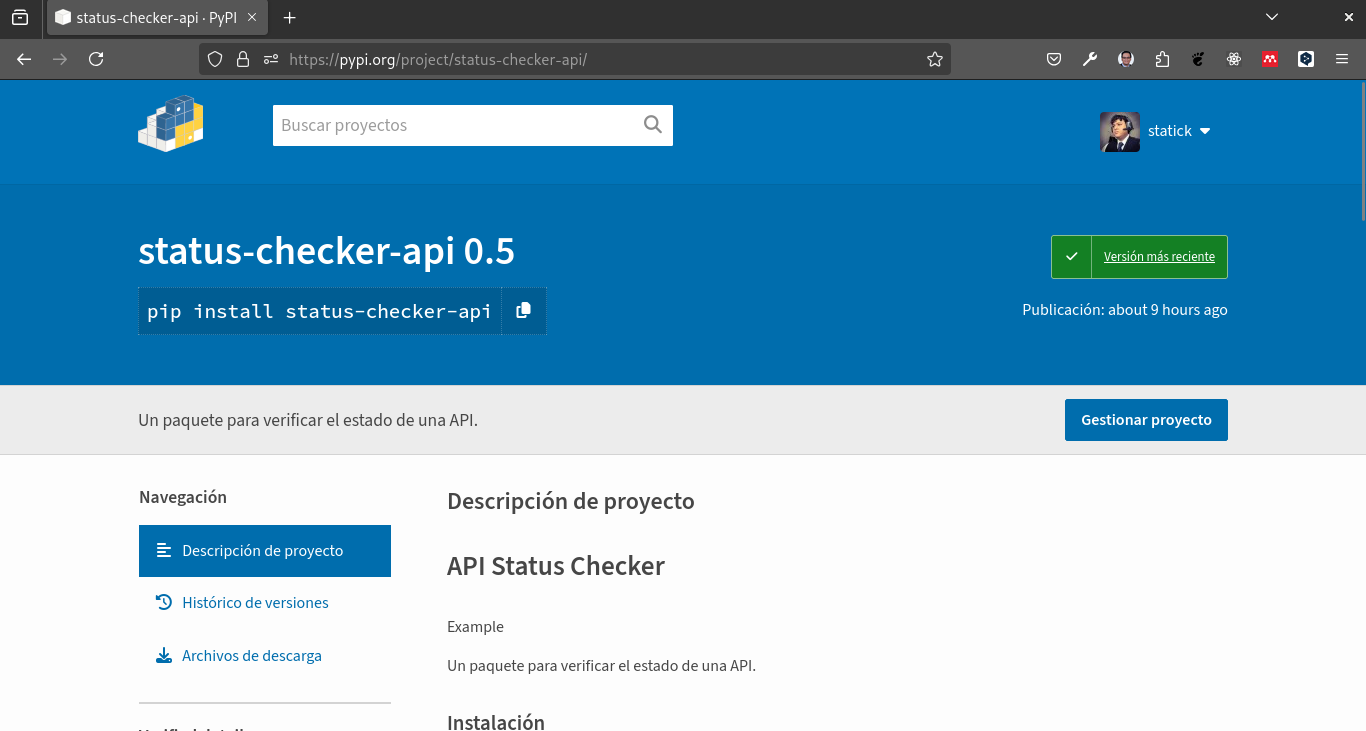 status-checker-api · PyPI
https://pypi.org/project/status-checker-api/
Buscar proyectos
statick
status-checker-api 0.5
Versión más reciente
pip install status-checker-api
Publicación: about 9 hours ago
Un paquete para verificar el estado de una API.
Gestionar proyecto
Navegación
Descripción de proyecto
Histórico de versiones
Archivos de descarga
Descripción de proyecto
API Status Checker
Example
Un paquete para verificar el estado de una API.
Instalación